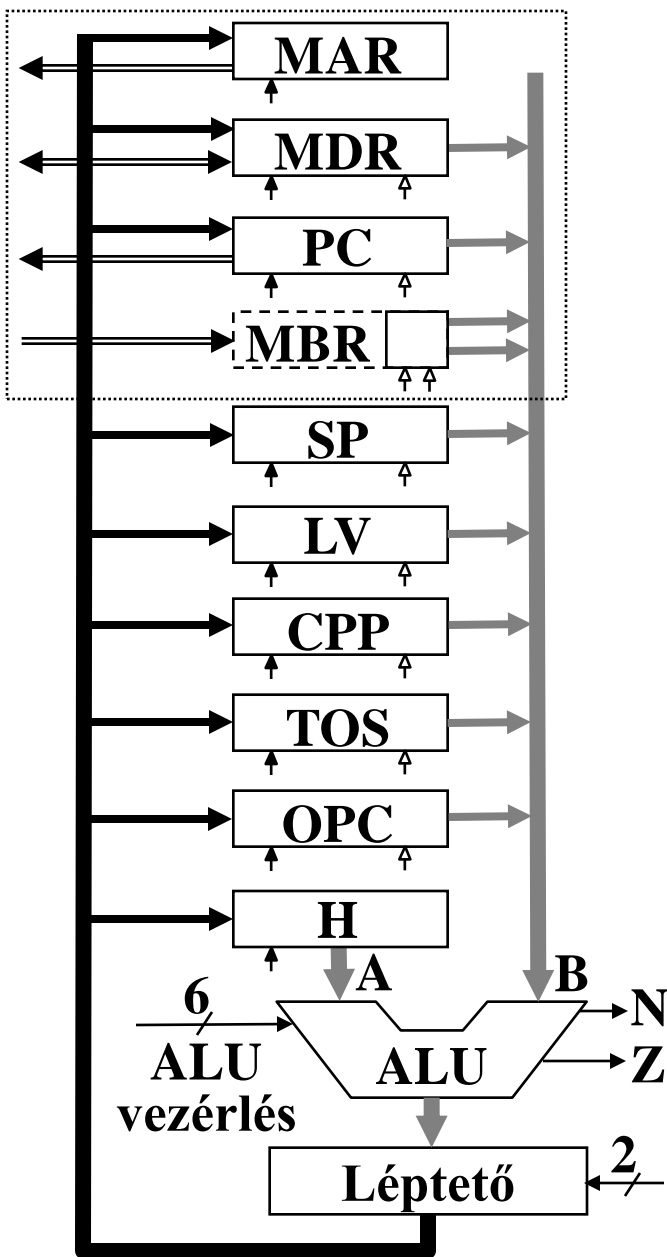 MAR
MDR
PC
MBR
SP
LV
CPP
TOS
OPC
H
A
B
6
N
ALU
vezérlés
ALU
Z
2
Léptető